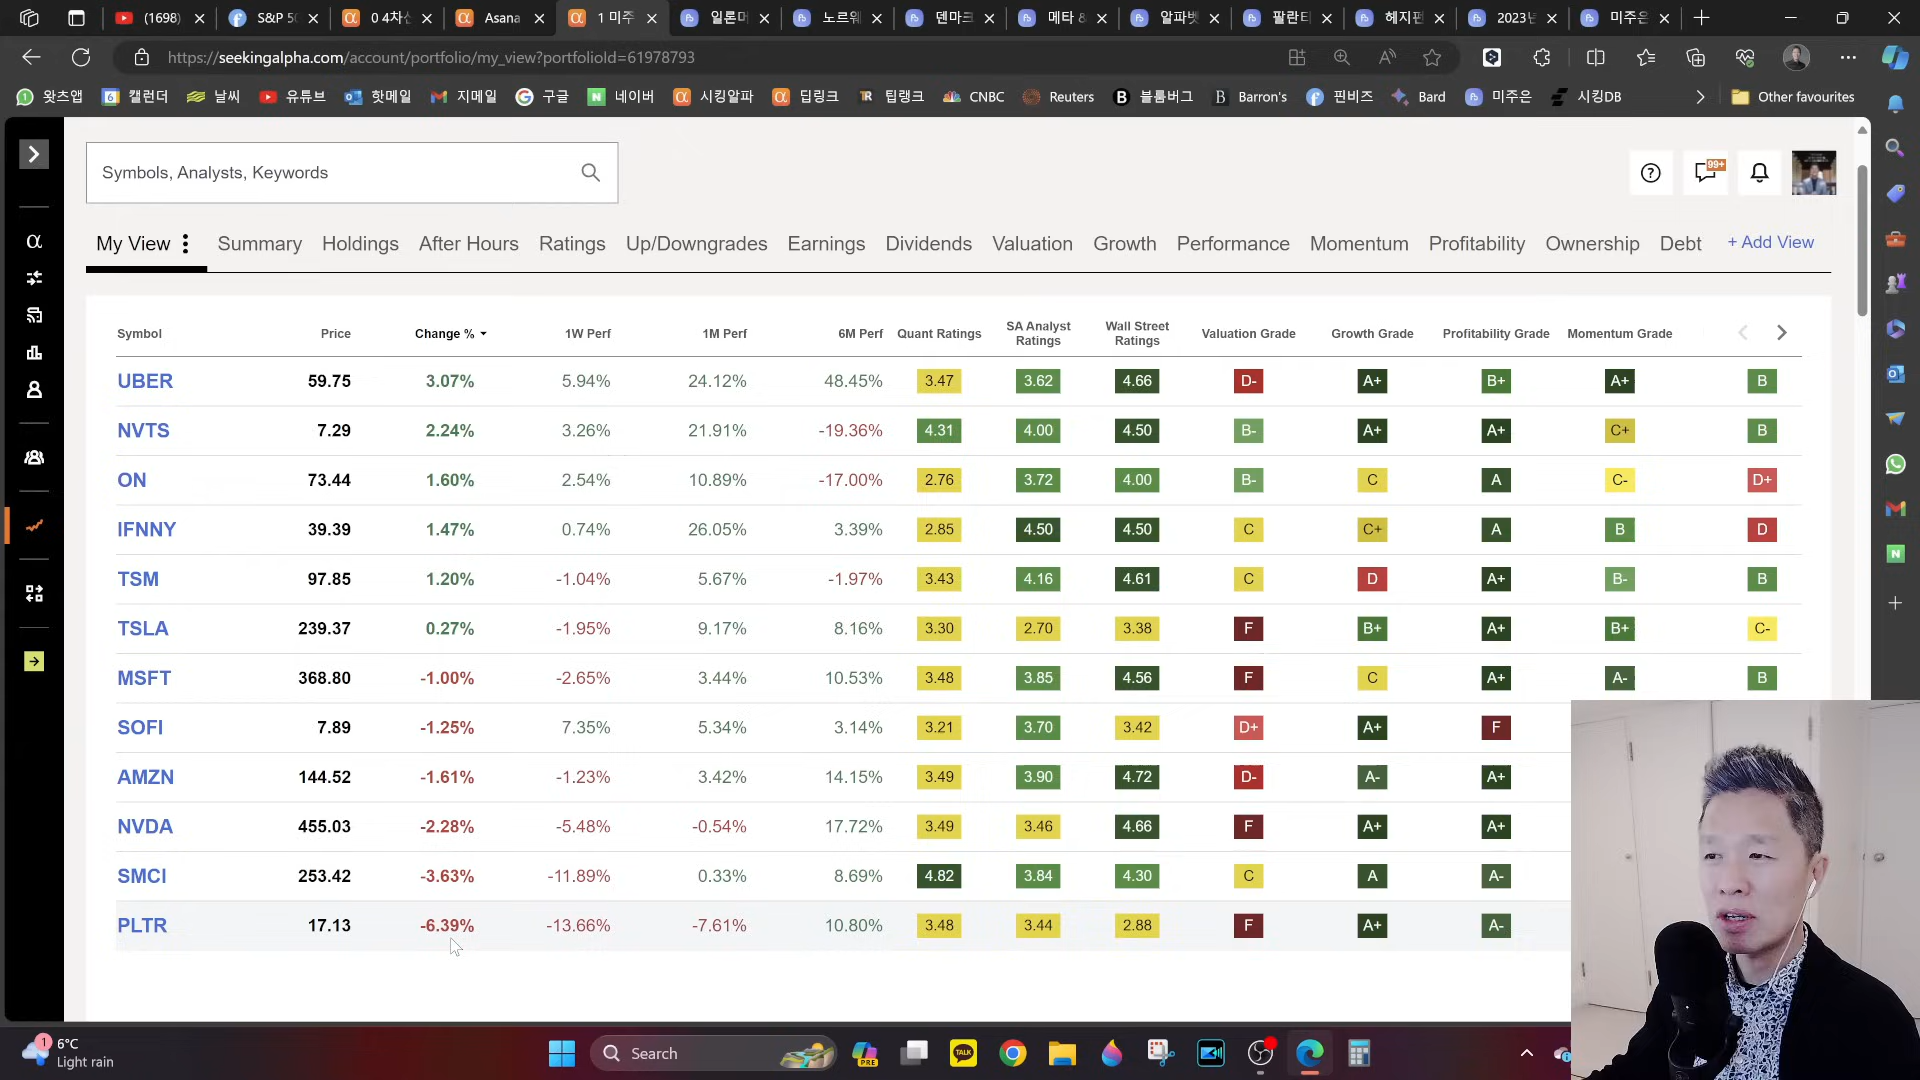 (1698)
S&P 50
0 4차산
Asana
1 미주
일론머
노르웨
덴마크
메타 &
알파벳
팔란티
헤지펀
2023년
미주은
https://seekingalpha.com/account/portfolio/my_view?portfolioId=61978793
왓츠앱 캘린더 날씨 유튜브 핫메일 지메일 구글 네이버 시킹알파 딥링크 팁랭크 CNBC Reuters 블룸버그 Barron's 핀비즈 Bard 미주은 시킹DB Other favourites
Symbols, Analysts, Keywords
99+
My View Summary Holdings After Hours Ratings Up/Downgrades Earnings Dividends Valuation Growth Performance Momentum Profitability Ownership Debt + Add View
Symbol Price Change % 1W Perf 1M Perf 6M Perf Quant Ratings SA Analyst Ratings Wall Street Ratings Valuation Grade Growth Grade Profitability Grade Momentum Grade
UBER 59.75 3.07% 5.94% 24.12% 48.45% 3.47 3.62 4.66 D- A+ B+ A+ B
NVTS 7.29 2.24% 3.26% 21.91% -19.36% 4.31 4.00 4.50 B- A+ A+ C+ B
ON 73.44 1.60% 2.54% 10.89% -17.00% 2.76 3.72 4.00 B- C A C- D+
IFNNY 39.39 1.47% 0.74% 26.05% 3.39% 2.85 4.50 4.50 C C+ A B D
TSM 97.85 1.20% -1.04% 5.67% -1.97% 3.43 4.16 4.61 C D A+ B- B
TSLA 239.37 0.27% -1.95% 9.17% 8.16% 3.30 2.70 3.38 F B+ A+ B+ C-
MSFT 368.80 -1.00% -2.65% 3.44% 10.53% 3.48 3.85 4.56 F C A+ A- B
SOFI 7.89 -1.25% 7.35% 5.34% 3.14% 3.21 3.70 3.42 D+ A+ F
AMZN 144.52 -1.61% -1.23% 3.42% 14.15% 3.49 3.90 4.72 D- A- A+
NVDA 455.03 -2.28% -5.48% -0.54% 17.72% 3.49 3.46 4.66 F A+ A+
SMCI 253.42 -3.63% -11.89% 0.33% 8.69% 4.82 3.84 4.30 C A A-
PLTR 17.13 -6.39% -13.66% -7.61% 10.80% 3.48 3.44 2.88 F A+ A-
1
6°C
Light rain
Search
PRE
TALK